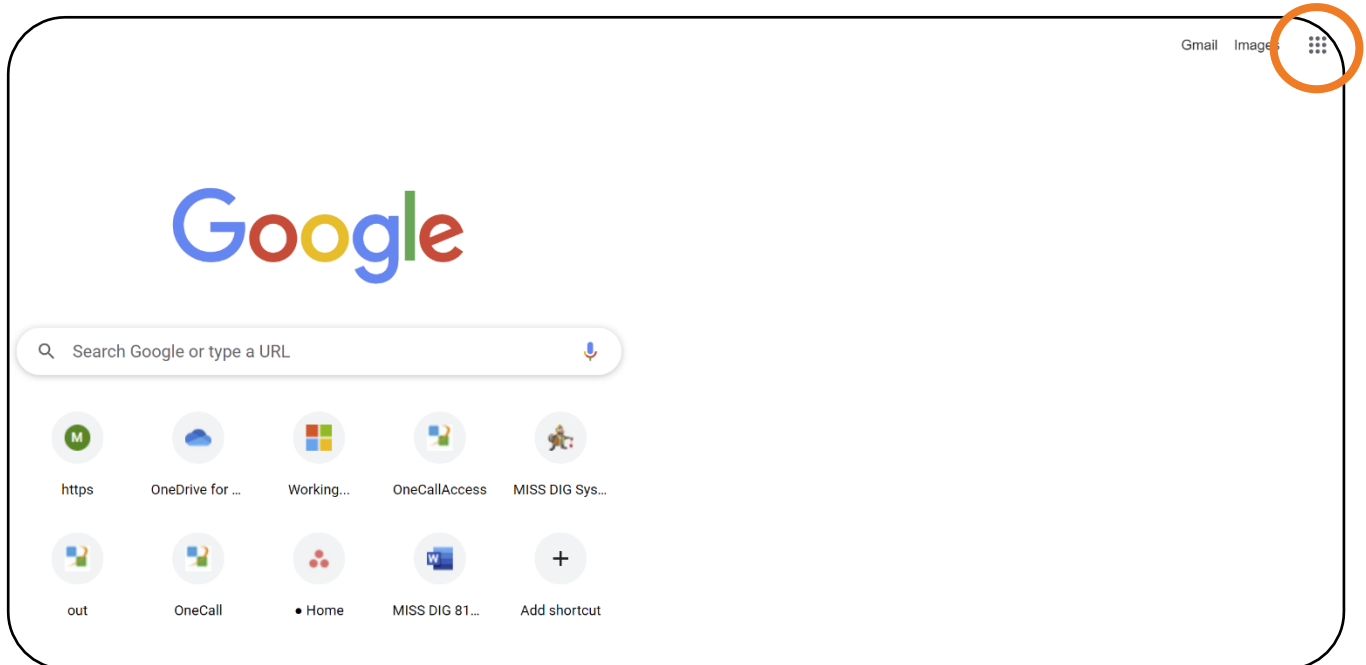 Gmail Images
Google
Search Google or type a URL
M
https OneDrive for ... Working... OneCallAccess MISS DIG Sys...
W
out OneCall • Home MISS DIG 81... Add shortcut